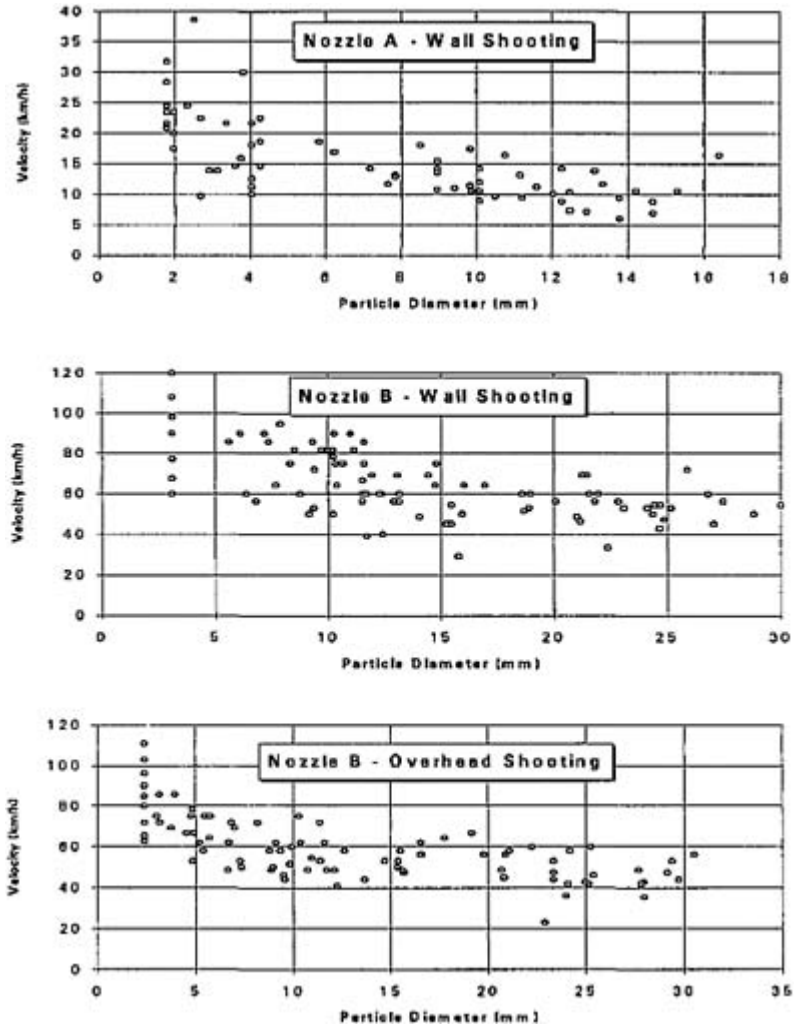 Nozzle A - Wall Shooting
Velocity (km/h)
40
35
30
25
20
15
10
5
0
0 2 4 6 8 10 12 14 16 18
Particle Diameter (mm)
Nozzle B - Wall Shooting
Velocity (km/h)
120
100
80
60
40
20
0
0 5 10 15 20 25 30
Particle Diameter (mm)
Nozzle B - Overhead Shooting
Velocity (km/h)
120
100
80
60
40
20
0
0 5 10 15 20 25 30 35
Particle Diameter (mm)